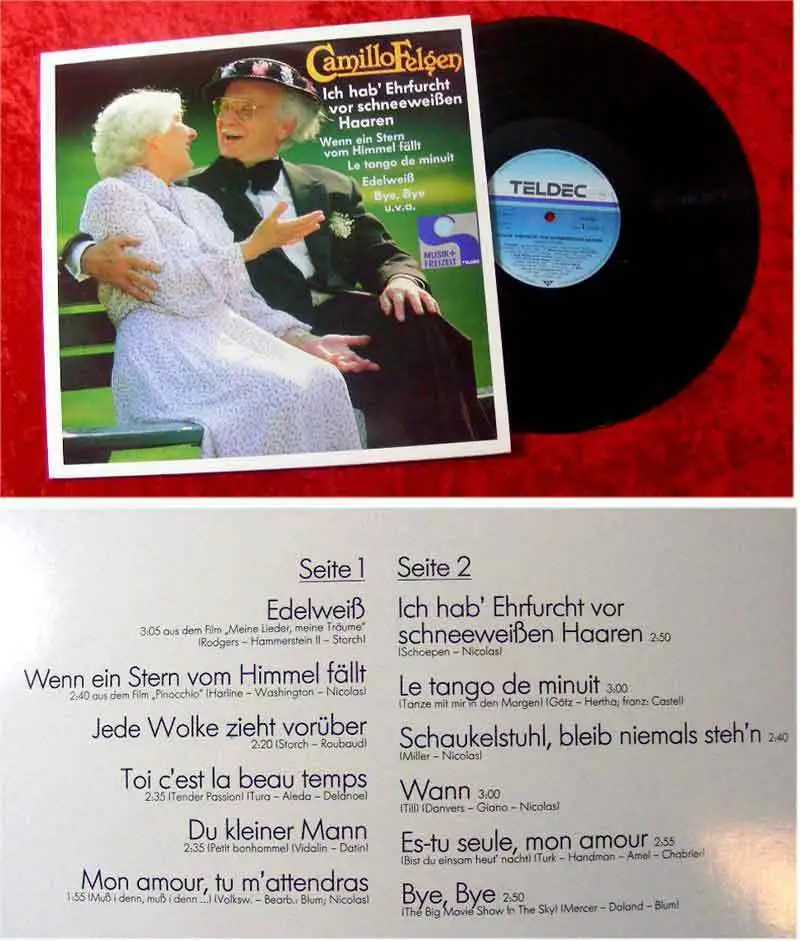 Camillo Felgen
Ich hab' Ehrfurcht
vor schneeweißen
Haaren
Wenn ein Stern
vom Himmel fällt
Le tango de minuit
Edelweiß
Bye, Bye
u.v.a.
MUSIK+
FREIZEIT
TELDEC
TELDEC
Seite 1
Edelweiß
3:05 aus dem Film „Meine Lieder, meine Träume"
(Rodgers – Hammerstein II – Storch)
Wenn ein Stern vom Himmel fällt
2:40 aus dem Film „Pinocchio" (Harline – Washington – Nicolas)
Jede Wolke zieht vorüber
2:20 (Storch – Roubaud)
Toi c'est la beau temps
2:35 (Tender Passion) (Tura – Aleda – Delanoe)
Du kleiner Mann
2:35 (Petit bonhomme) (Vidalin – Datin)
Mon amour, tu m'attendras
1:55 (Muß i denn, muß i denn ...) (Volksw. – Bearb.: Blum; Nicolas)
Seite 2
Ich hab' Ehrfurcht vor
schneeweißen Haaren 2:50
(Schoepen – Nicolas)
Le tango de minuit 3:00
(Tanze mit mir in den Morgen) (Götz – Hertha; franz.: Castel)
Schaukelstuhl, bleib niemals steh'n 2:40
(Miller – Nicolas)
Wann 3:00
(Till) (Danvers – Giano – Nicolas)
Es-tu seule, mon amour 2:55
(Bist du einsam heut' nacht) (Turk – Handman – Amel – Chabrier)
Bye, Bye 2:50
(The Big Movie Show In The Sky) (Mercer – Doland – Blum)